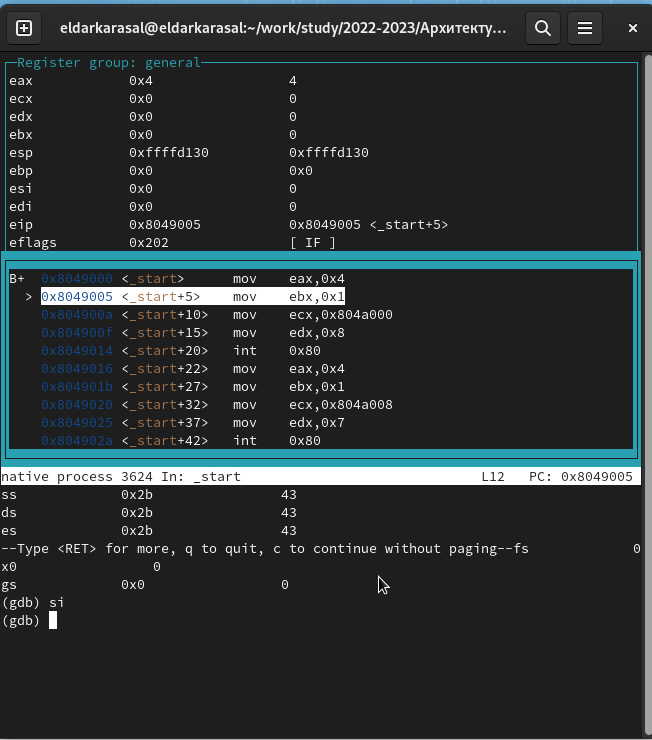 eldarkarasal@eldarkarasal:~/work/study/2022-2023/Архитекту...
Register group: general
eax 0x4 4
ecx 0x0 0
edx 0x0 0
ebx 0x0 0
esp 0xffffd130 0xffffd130
ebp 0x0 0x0
esi 0x0 0
edi 0x0 0
eip 0x8049005 0x8049005 <_start+5>
eflags 0x202 [ IF ]
B+ 0x8049000 <_start> mov eax,0x4
> 0x8049005 <_start+5> mov ebx,0x1
0x804900a <_start+10> mov ecx,0x804a000
0x804900f <_start+15> mov edx,0x8
0x8049014 <_start+20> int 0x80
0x8049016 <_start+22> mov eax,0x4
0x804901b <_start+27> mov ebx,0x1
0x8049020 <_start+32> mov ecx,0x804a008
0x8049025 <_start+37> mov edx,0x7
0x804902a <_start+42> int 0x80
native process 3624 In: _start L12 PC: 0x8049005
ss 0x2b 43
ds 0x2b 43
es 0x2b 43
--Type <RET> for more, q to quit, c to continue without paging--fs 0
x0 0
gs 0x0 0
(gdb) si
(gdb)